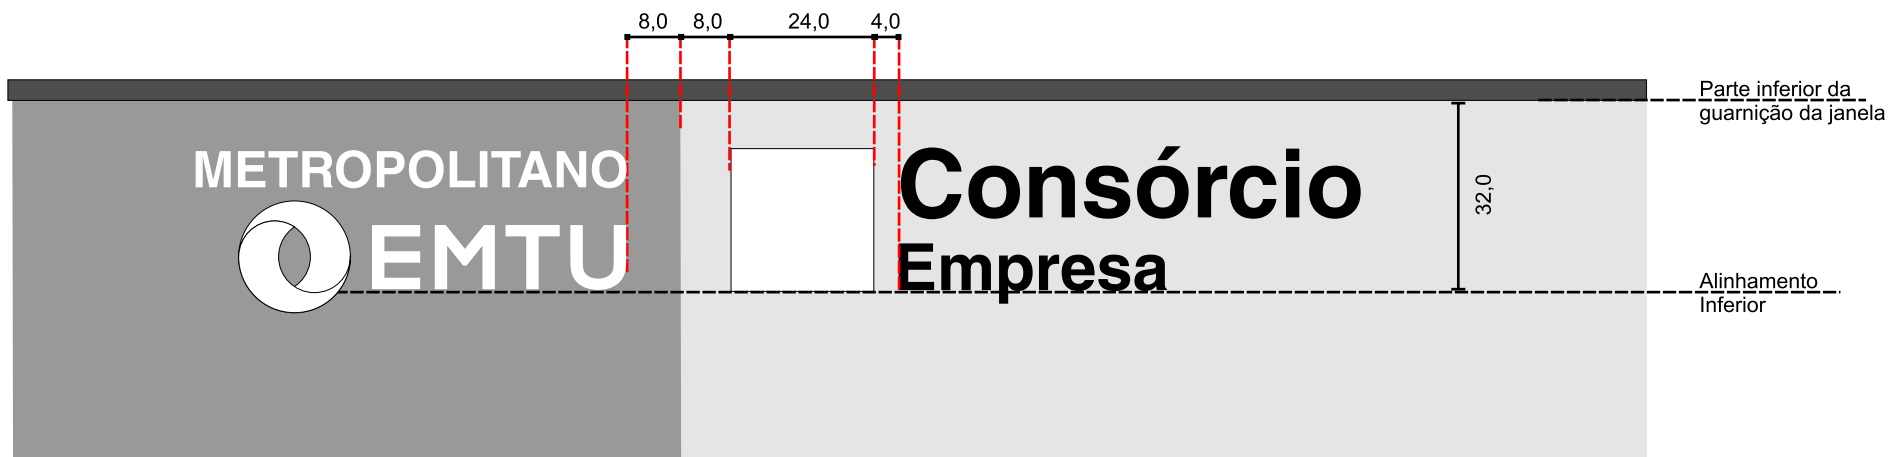 8,0 8,0 24,0 4,0
Parte inferior da
guarnição da janela
METROPOLITANO
EMTU
Consórcio
Empresa
32,0
Alinhamento
Inferior